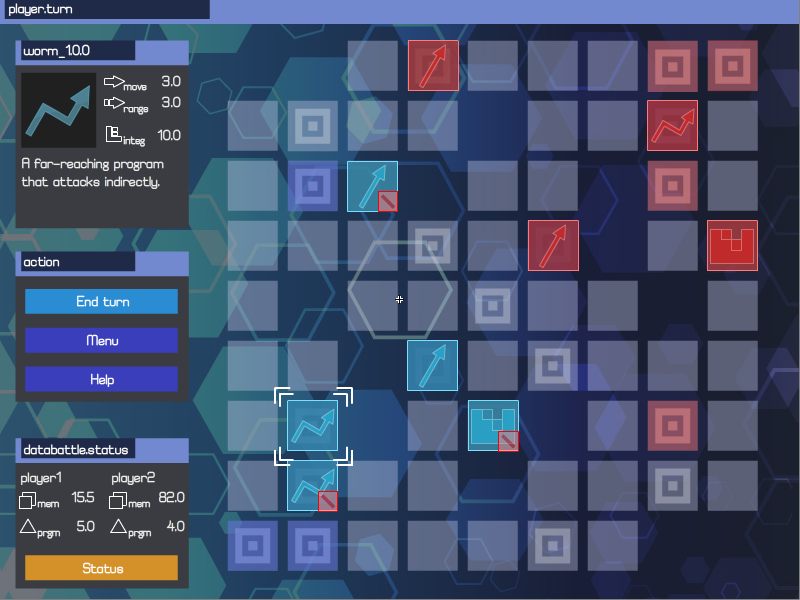 player.turn
worm_1.0.0
move 3.0
range 3.0
integ 10.0
A far-reaching program
that attacks indirectly.
action
End turn
Menu
Help
databattle.status
player1 player2
mem 15.5 mem 82.0
prgm 5.0 prgm 4.0
Status